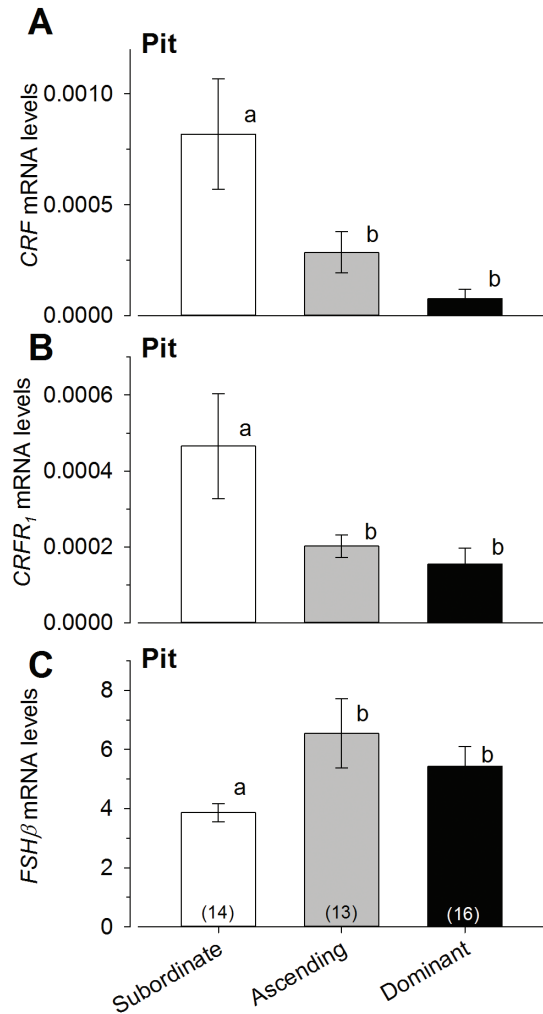 A
Pit
CRF mRNA levels
0.0010
0.0005
0.0000
a
b
b
B
Pit
CRFR₁ mRNA levels
0.0006
0.0004
0.0002
0.0000
a
b
b
C
Pit
FSHβ mRNA levels
8
6
4
2
0
a
b
b
(14)
(13)
(16)
Subordinate
Ascending
Dominant